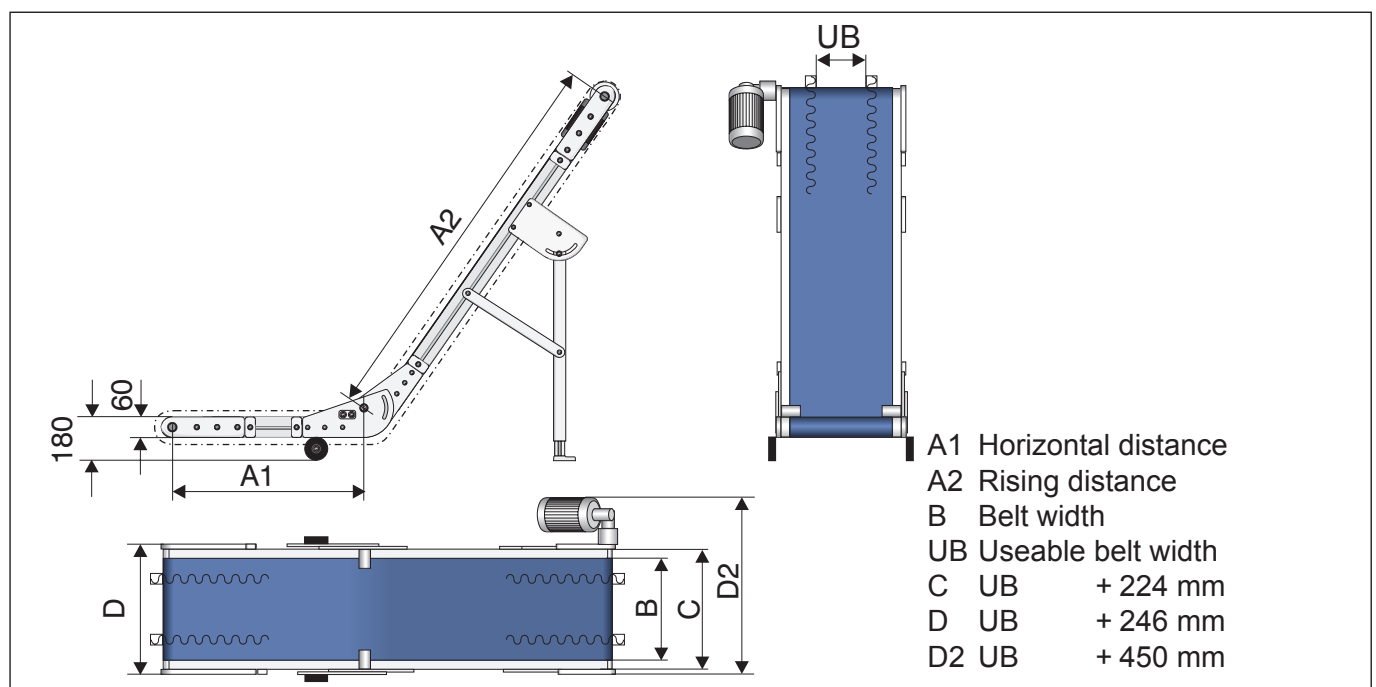 UB
A2
60
180
A1
D
B
C
D2
A1 Horizontal distance
A2 Rising distance
B Belt width
UB Useable belt width
C UB + 224 mm
D UB + 246 mm
D2 UB + 450 mm